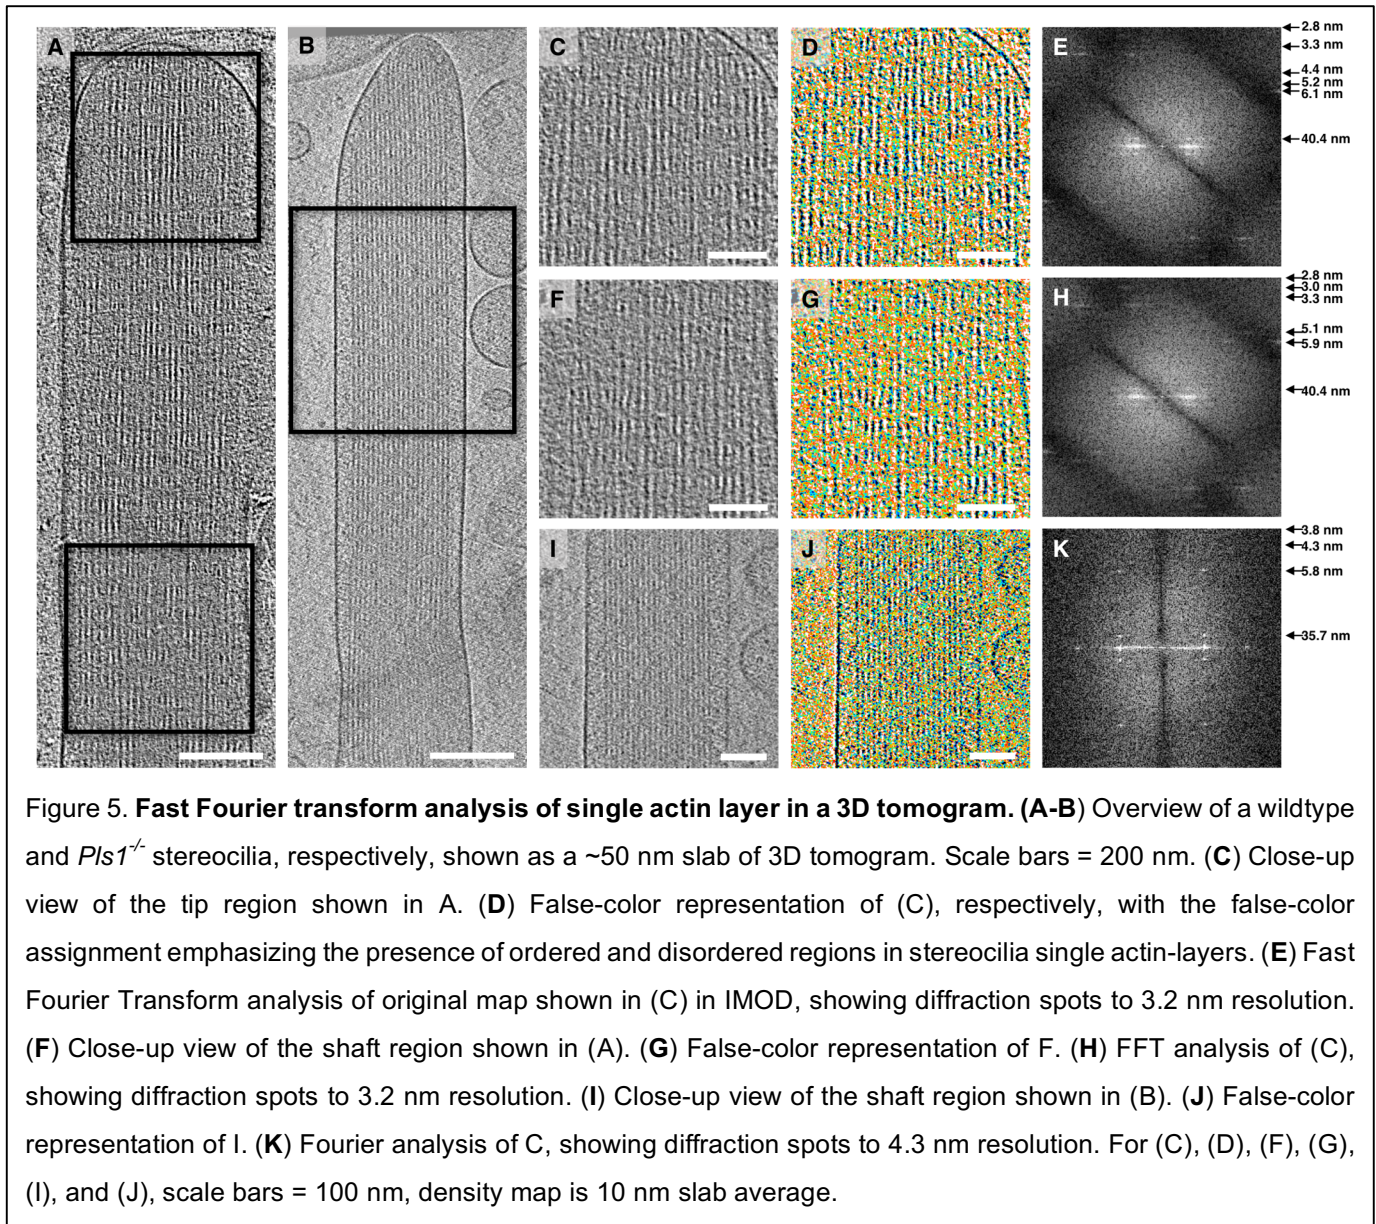 A
B
C
D
E
2.8 nm
3.3 nm
4.4 nm
5.2 nm
6.1 nm
40.4 nm
F
G
H
2.8 nm
3.0 nm
3.3 nm
5.1 nm
5.9 nm
40.4 nm
I
J
K
3.8 nm
4.3 nm
5.8 nm
35.7 nm
Figure 5. Fast Fourier transform analysis of single actin layer in a 3D tomogram. (A-B) Overview of a wildtype
and Pls1-/- stereocilia, respectively, shown as a ~50 nm slab of 3D tomogram. Scale bars = 200 nm. (C) Close-up
view of the tip region shown in A. (D) False-color representation of (C), respectively, with the false-color
assignment emphasizing the presence of ordered and disordered regions in stereocilia single actin-layers. (E) Fast
Fourier Transform analysis of original map shown in (C) in IMOD, showing diffraction spots to 3.2 nm resolution.
(F) Close-up view of the shaft region shown in (A). (G) False-color representation of F. (H) FFT analysis of (C),
showing diffraction spots to 3.2 nm resolution. (I) Close-up view of the shaft region shown in (B). (J) False-color
representation of I. (K) Fourier analysis of C, showing diffraction spots to 4.3 nm resolution. For (C), (D), (F), (G),
(I), and (J), scale bars = 100 nm, density map is 10 nm slab average.